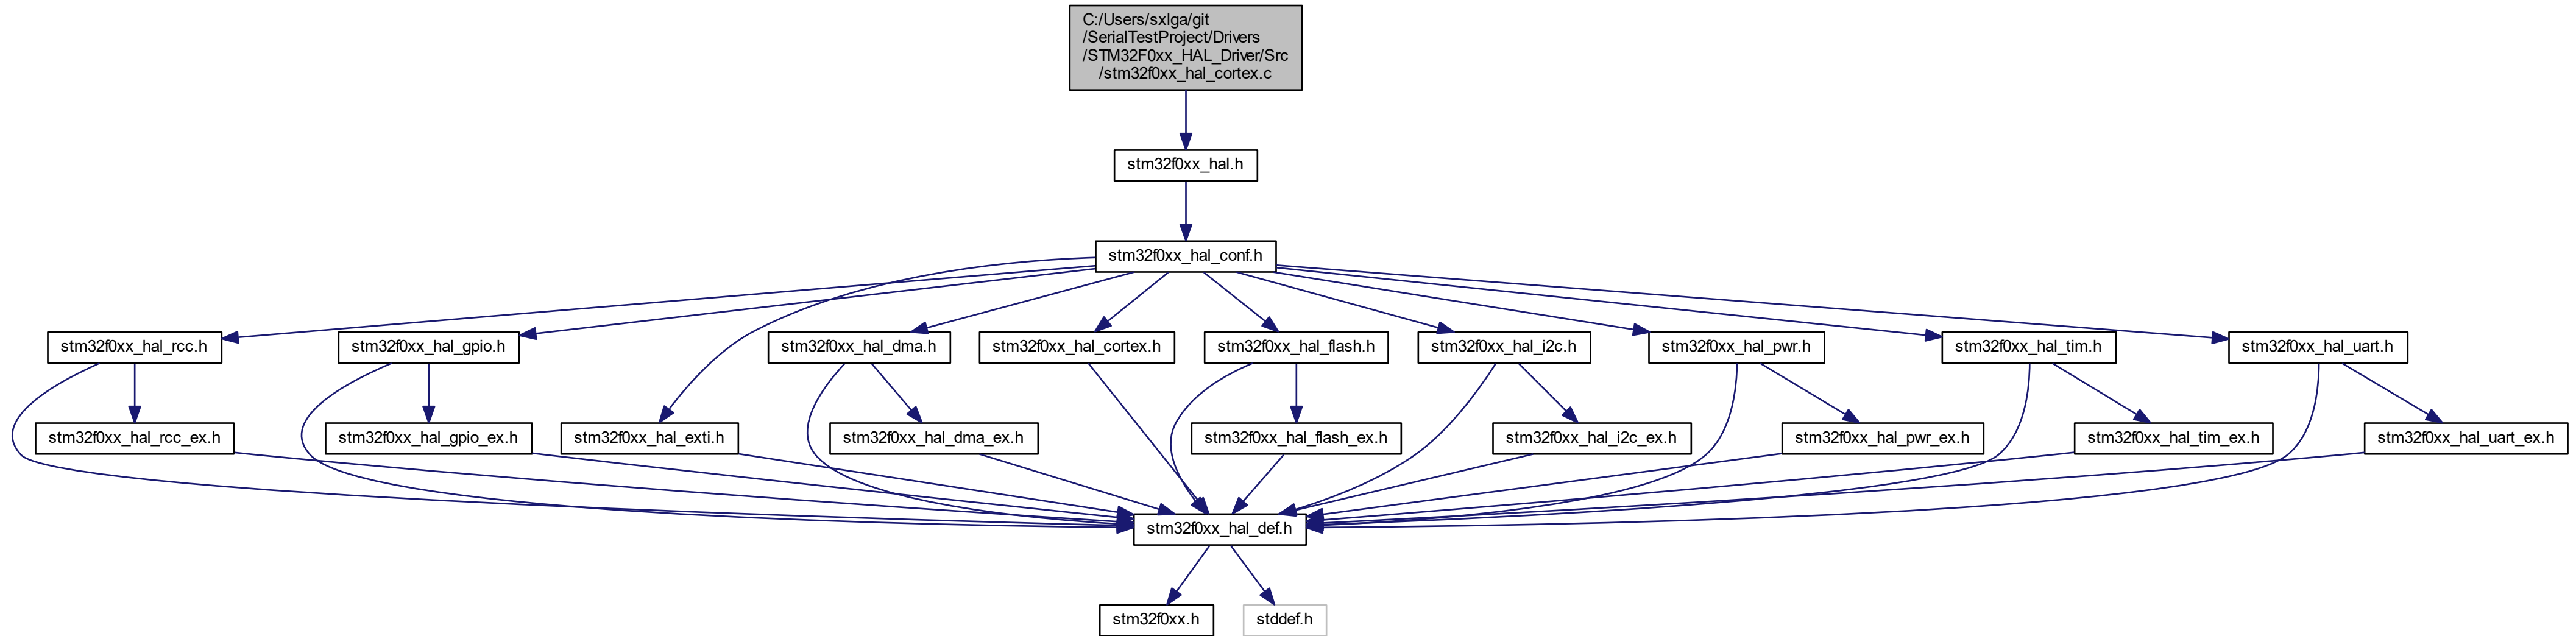 C:/Users/sxlga/git
/SerialTestProject/Drivers
/STM32F0xx_HAL_Driver/Src
/stm32f0xx_hal_cortex.c
stm32f0xx_hal.h
stm32f0xx_hal_conf.h
stm32f0xx_hal_rcc.h
stm32f0xx_hal_gpio.h
stm32f0xx_hal_dma.h
stm32f0xx_hal_cortex.h
stm32f0xx_hal_flash.h
stm32f0xx_hal_i2c.h
stm32f0xx_hal_pwr.h
stm32f0xx_hal_tim.h
stm32f0xx_hal_uart.h
stm32f0xx_hal_rcc_ex.h
stm32f0xx_hal_gpio_ex.h
stm32f0xx_hal_exti.h
stm32f0xx_hal_dma_ex.h
stm32f0xx_hal_flash_ex.h
stm32f0xx_hal_i2c_ex.h
stm32f0xx_hal_pwr_ex.h
stm32f0xx_hal_tim_ex.h
stm32f0xx_hal_uart_ex.h
stm32f0xx_hal_def.h
stm32f0xx.h
stddef.h